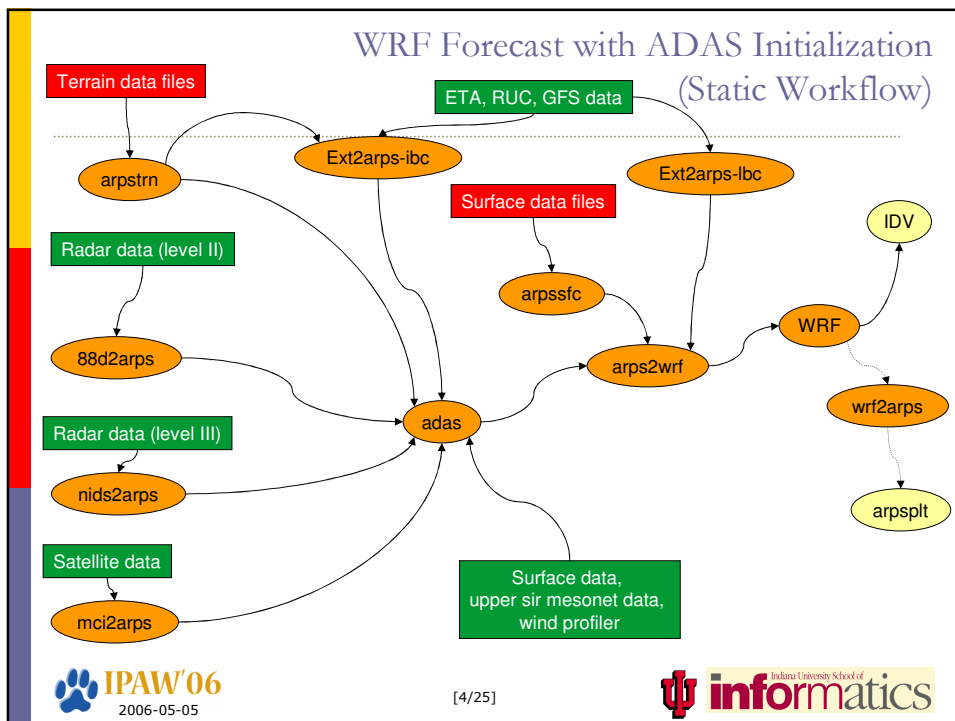 WRF Forecast with ADAS Initialization
(Static Workflow)
Terrain data files
ETA, RUC, GFS data
Ext2arps-ibc
arpstrn
Ext2arps-lbc
Surface data files
IDV
Radar data (level II)
arpssfc
WRF
88d2arps
arps2wrf
wrf2arps
adas
Radar data (level III)
nids2arps
arpsplt
Satellite data
Surface data,
upper sir mesonet data,
wind profiler
mci2arps
IPAW'06
2006-05-05
[4/25]
Indiana University School of
informatics